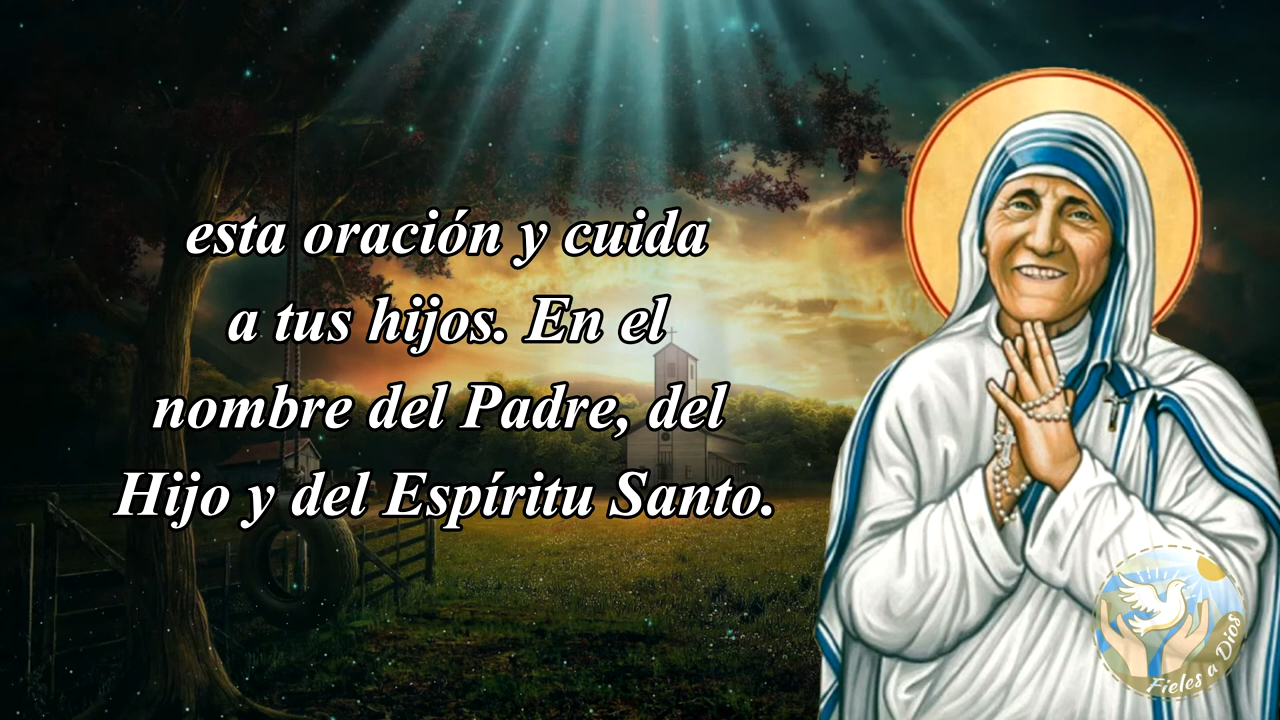 esta oración y cuida
a tus hijos. En el
nombre del Padre, del
Hijo y del Espíritu Santo.
Fieles a Dios